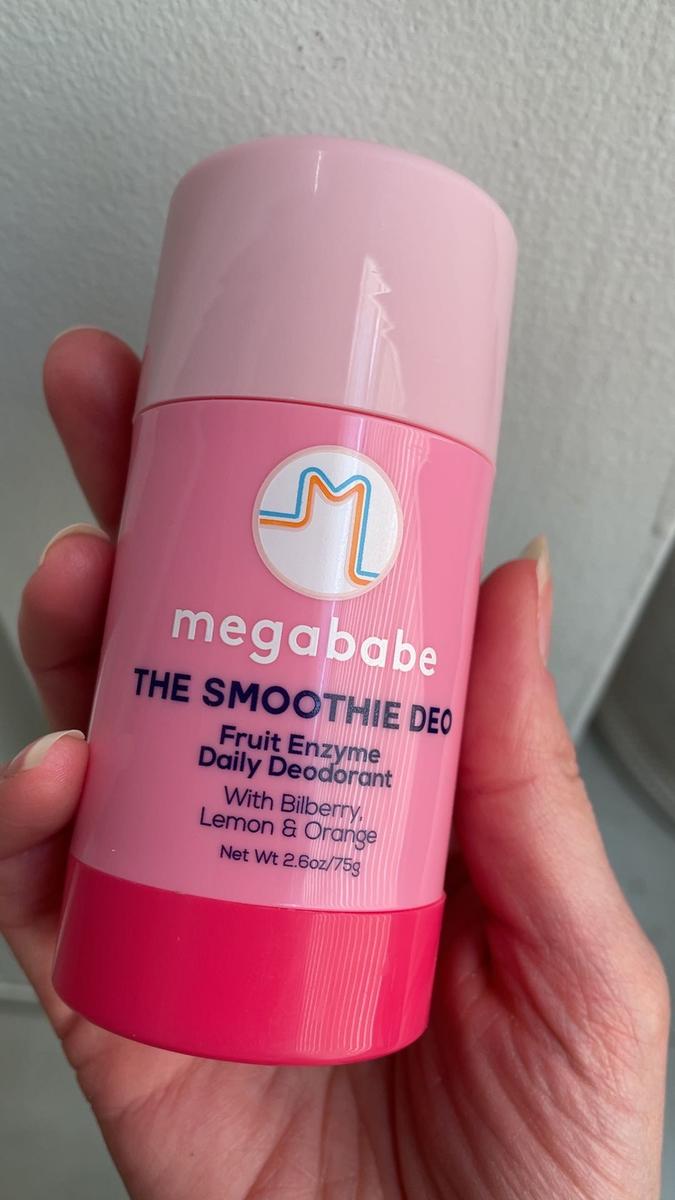 M
megababe
THE SMOOTHIE DEO
Fruit Enzyme
Daily Deodorant
With Bilberry,
Lemon & Orange
Net Wt 2.6oz/75g